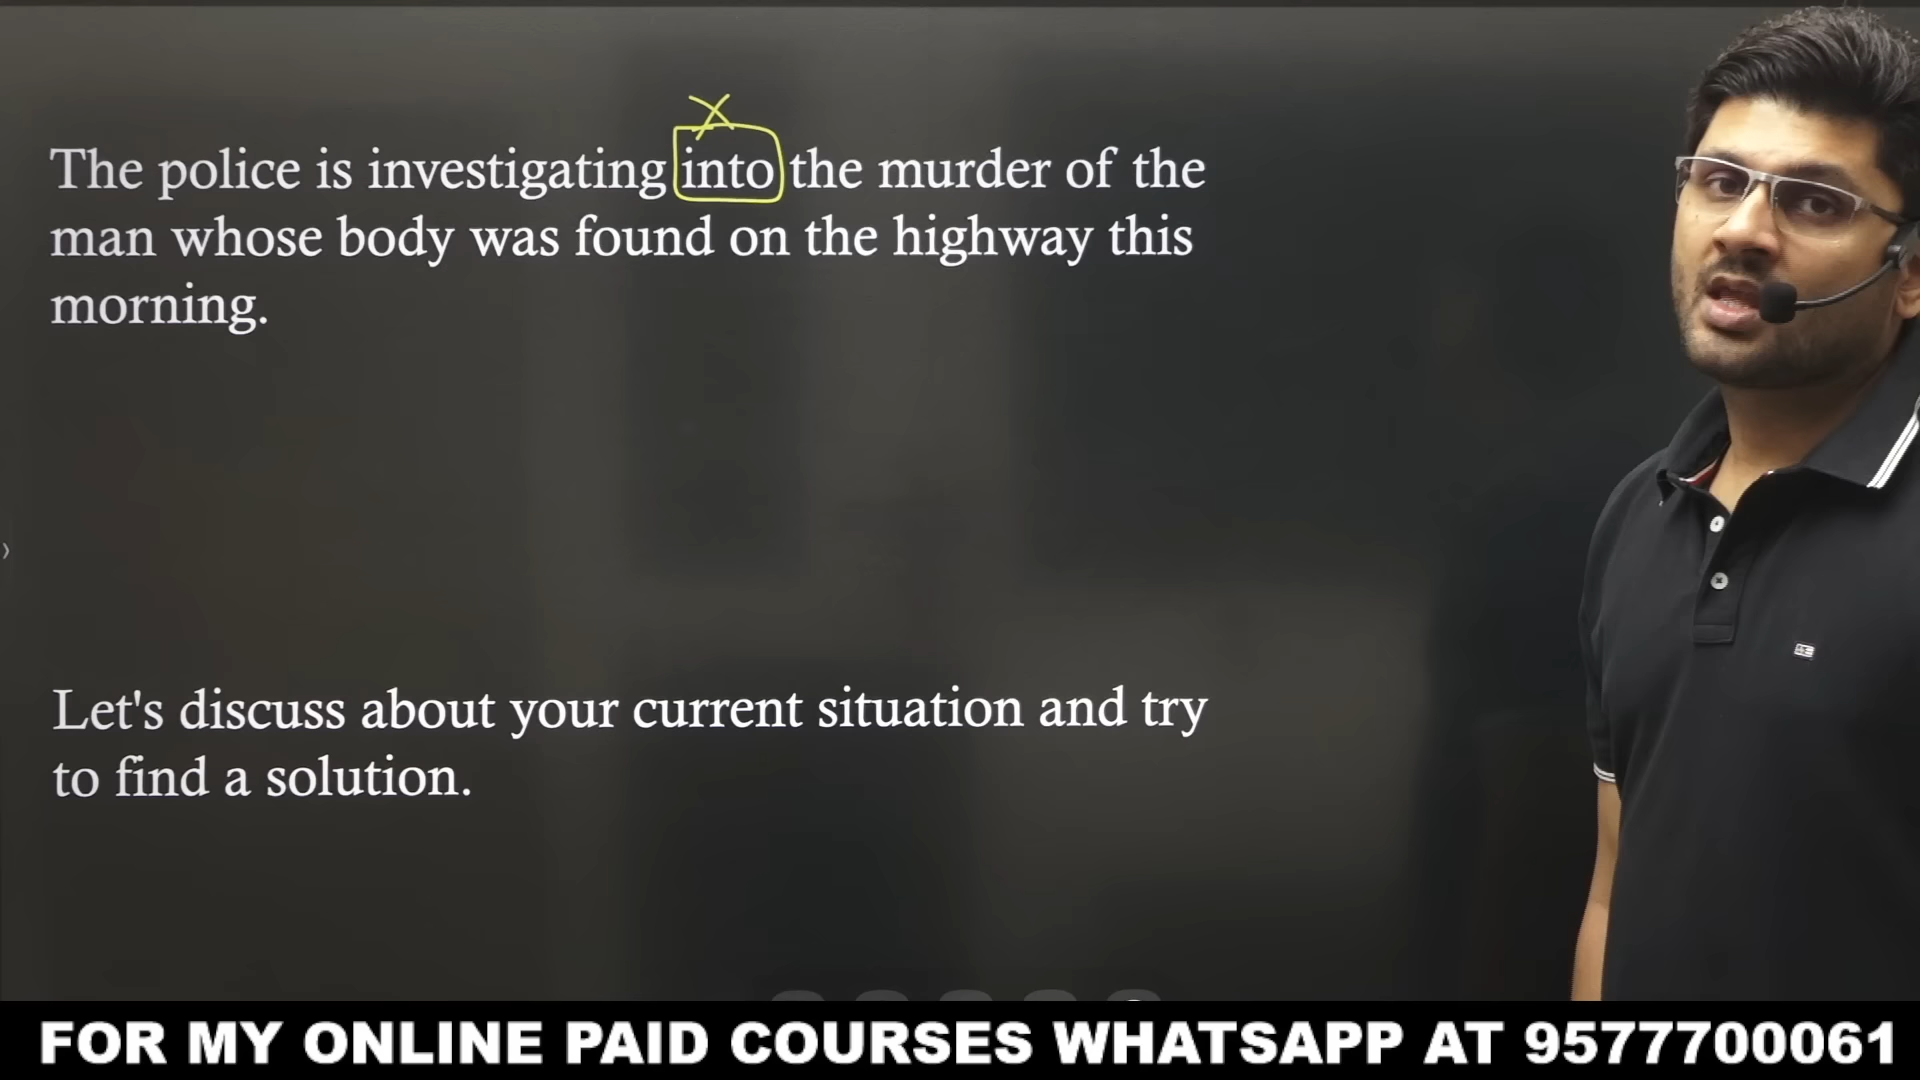 The police is investigating into the murder of the
man whose body was found on the highway this
morning.
Let's discuss about your current situation and try
to find a solution.
FOR MY ONLINE PAID COURSES WHATSAPP AT 9577700061